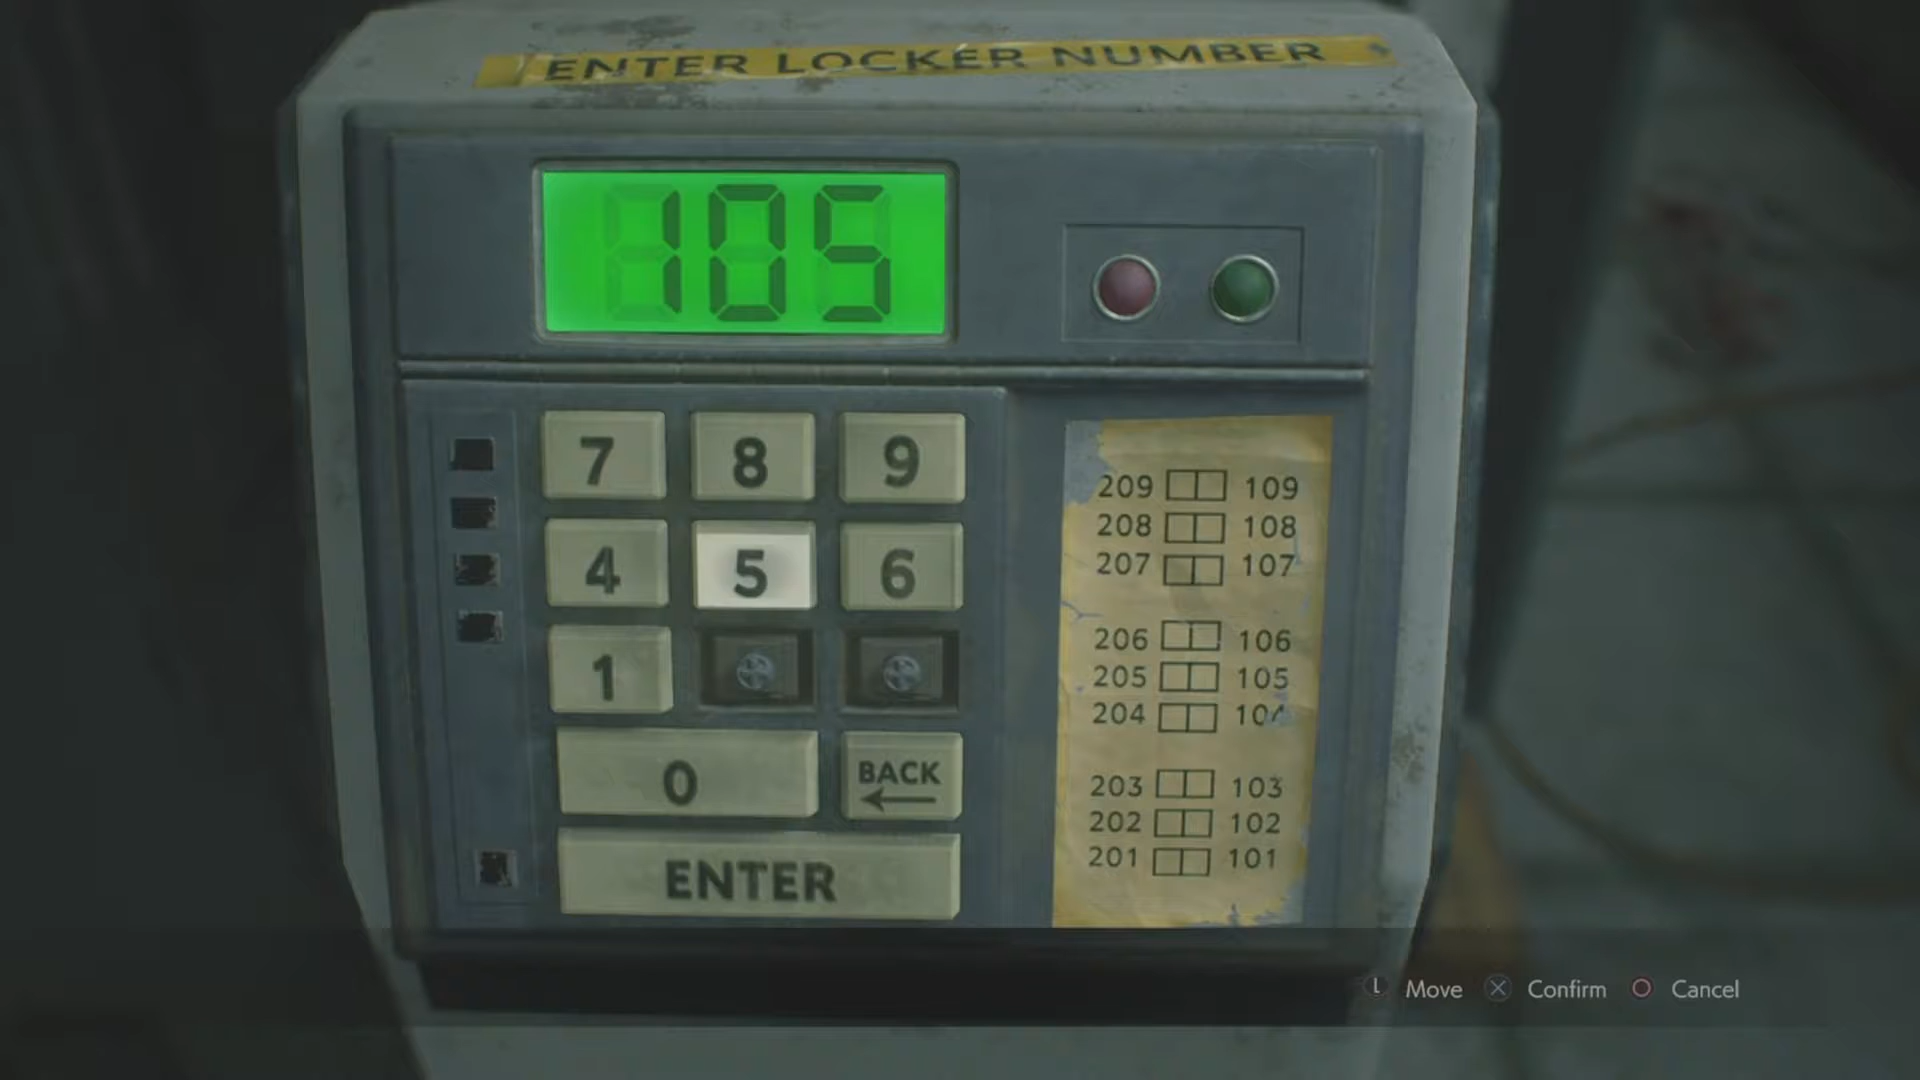 ENTER LOCKER NUMBER
105
7 8 9
4 5 6
1
0 BACK
ENTER
209 109
208 108
207 107
206 106
205 105
204 104
203 103
202 102
201 101
L Move Confirm Cancel